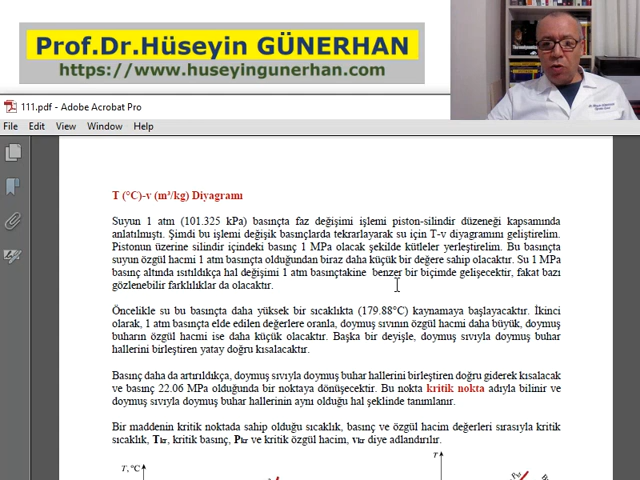 Prof.Dr.Hüseyin GÜNERHAN
https://www.huseyingunerhan.com
111.pdf - Adobe Acrobat Pro
File Edit View Window Help
T (°C)-v (m³/kg) Diyagramı
Suyun 1 atm (101.325 kPa) basınçta faz değişimi işlemi piston-silindir düzeneği kapsamında
anlatılmıştı. Şimdi bu işlemi değişik basınçlarda tekrarlayarak su için T-v diyagramını geliştirelim.
Pistonun üzerine silindir içindeki basınç 1 MPa olacak şekilde kütleler yerleştirelim. Bu basınçta
suyun özgül hacmi 1 atm basınçta olduğundan biraz daha küçük bir değere sahip olacaktır. Su 1 MPa
basınç altında ısıtıldıkça hal değişimi 1 atm basınçtakine benzer bir biçimde gelişecektir, fakat bazı
gözlenebilir farklılıklar da olacaktır.
Öncelikle su bu basınçta daha yüksek bir sıcaklıkta (179.88°C) kaynamaya başlayacaktır. İkinci
olarak, 1 atm basınçta elde edilen değerlere oranla, doymuş sıvının özgül hacmi daha büyük, doymuş
buharın özgül hacmi ise daha küçük olacaktır. Başka bir deyişle, doymuş sıvıyla doymuş buhar
hallerini birleştiren yatay doğru kısalacaktır.
Basınç daha da artırıldıkça, doymuş sıvıyla doymuş buhar hallerini birleştiren doğru giderek kısalacak
ve basınç 22.06 MPa olduğunda bir noktaya dönüşecektir. Bu nokta kritik nokta adıyla bilinir ve
doymuş sıvıyla doymuş buhar hallerinin aynı olduğu hal şeklinde tanımlanır.
Bir maddenin kritik noktada sahip olduğu sıcaklık, basınç ve özgül hacim değerleri sırasıyla kritik
sıcaklık, Tkr, kritik basınç, Pkr ve kritik özgül hacim, vkr diye adlandırılır.
T, °C
T